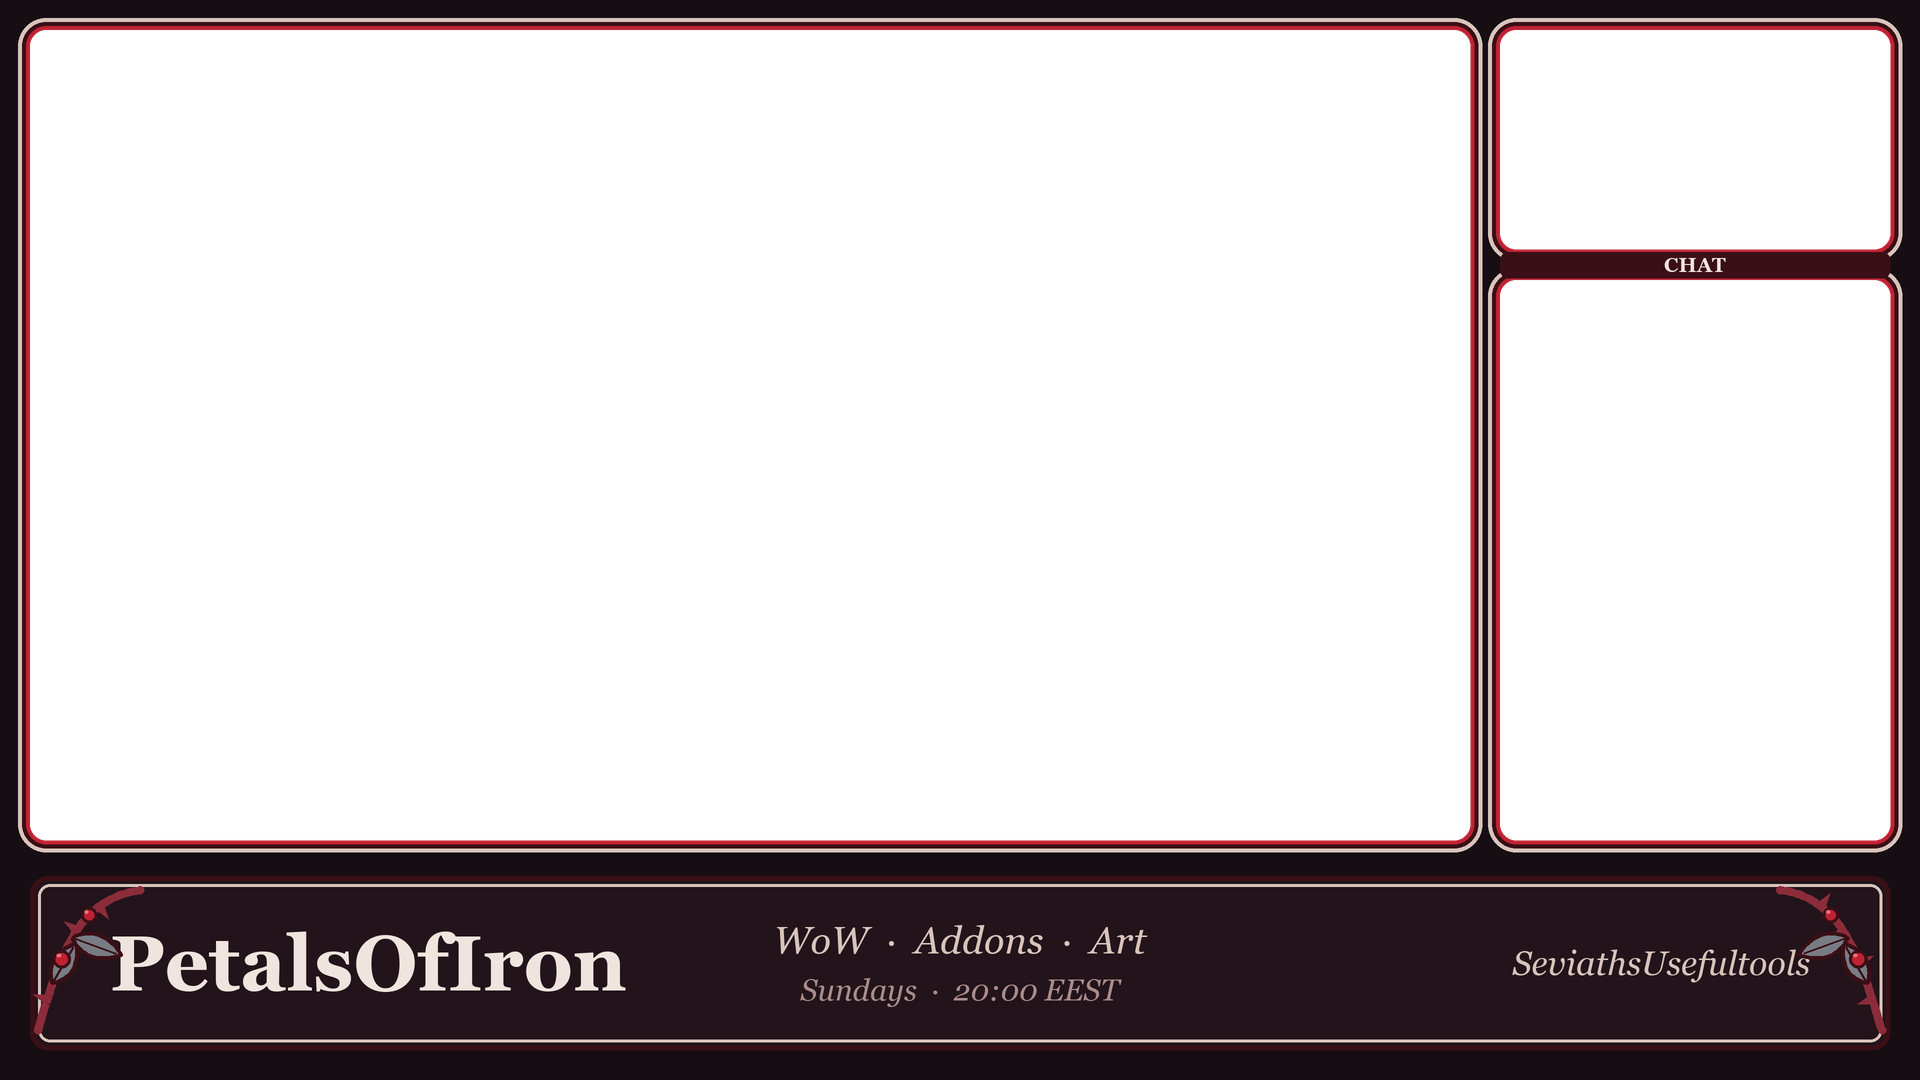 CHAT
PetalsOfIron
WoW · Addons · Art
Sundays · 20:00 EEST
SeviathsUsefultools